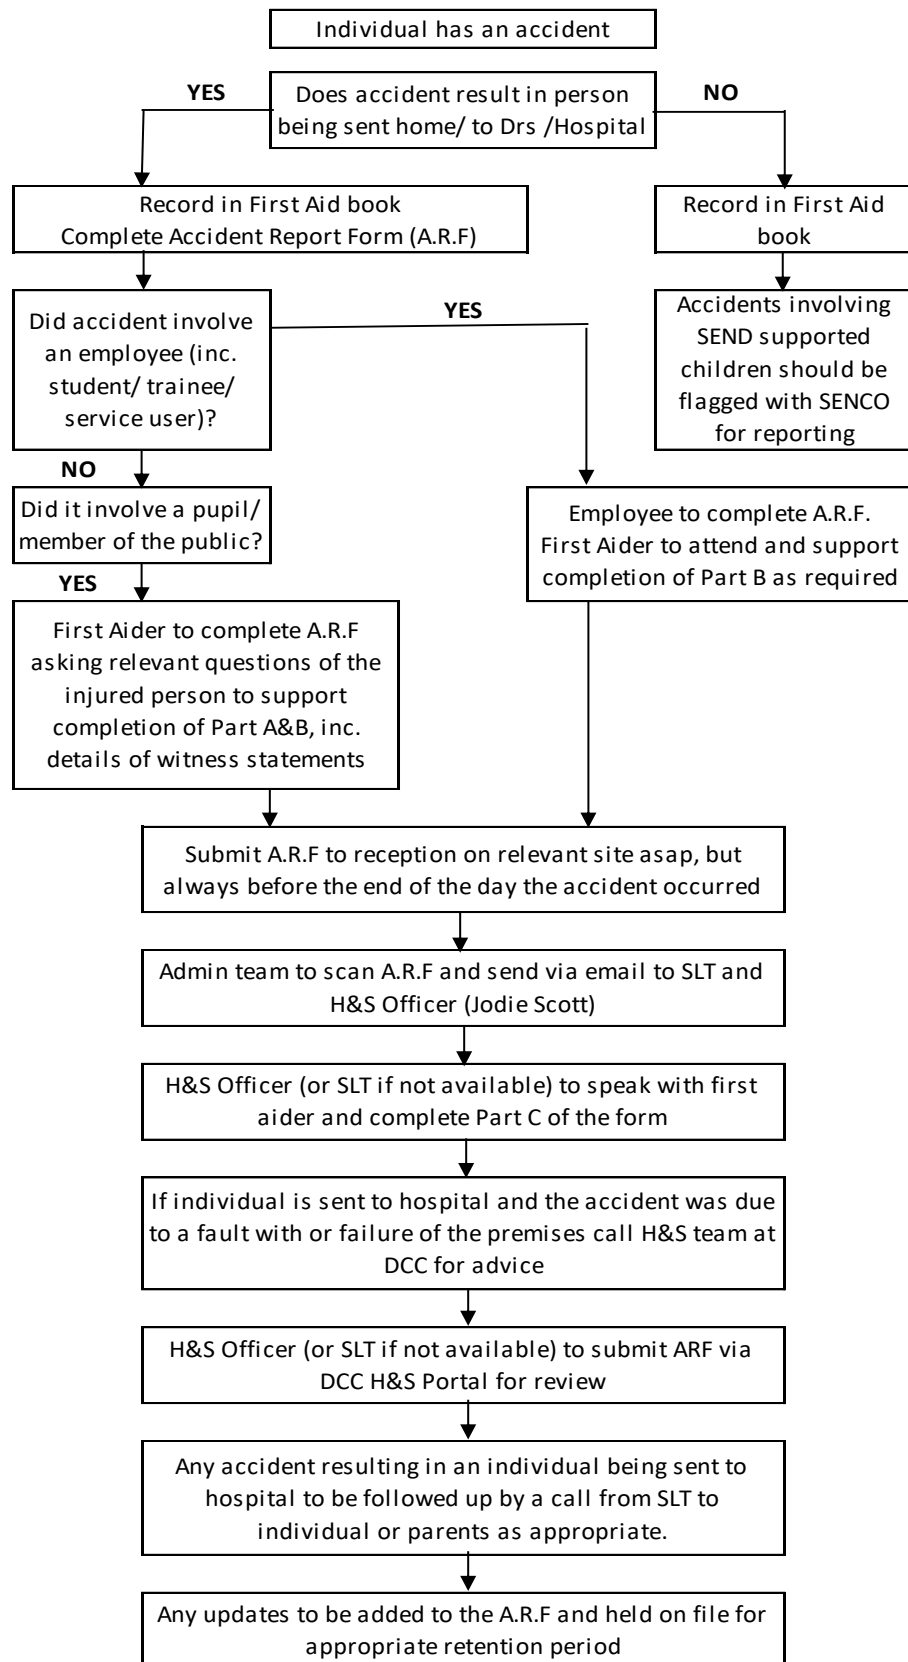 Individual has an accident
YES
Does accident result in person
being sent home/ to Drs /Hospital
NO
Record in First Aid book
Complete Accident Report Form (A.R.F)
Record in First Aid
book
Did accident involve
an employee (inc.
student/ trainee/
service user)?
YES
Accidents involving
SEND supported
children should be
flagged with SENCO
for reporting
NO
Did it involve a pupil/
member of the public?
Employee to complete A.R.F.
First Aider to attend and support
completion of Part B as required
YES
First Aider to complete A.R.F
asking relevant questions of the
injured person to support
completion of Part A&B, inc.
details of witness statements
Submit A.R.F to reception on relevant site asap, but
always before the end of the day the accident occurred
Admin team to scan A.R.F and send via email to SLT and
H&S Officer (Jodie Scott)
H&S Officer (or SLT if not available) to speak with first
aider and complete Part C of the form
If individual is sent to hospital and the accident was due
to a fault with or failure of the premises call H&S team at
DCC for advice
H&S Officer (or SLT if not available) to submit ARF via
DCC H&S Portal for review
Any accident resulting in an individual being sent to
hospital to be followed up by a call from SLT to
individual or parents as appropriate.
Any updates to be added to the A.R.F and held on file for
appropriate retention period